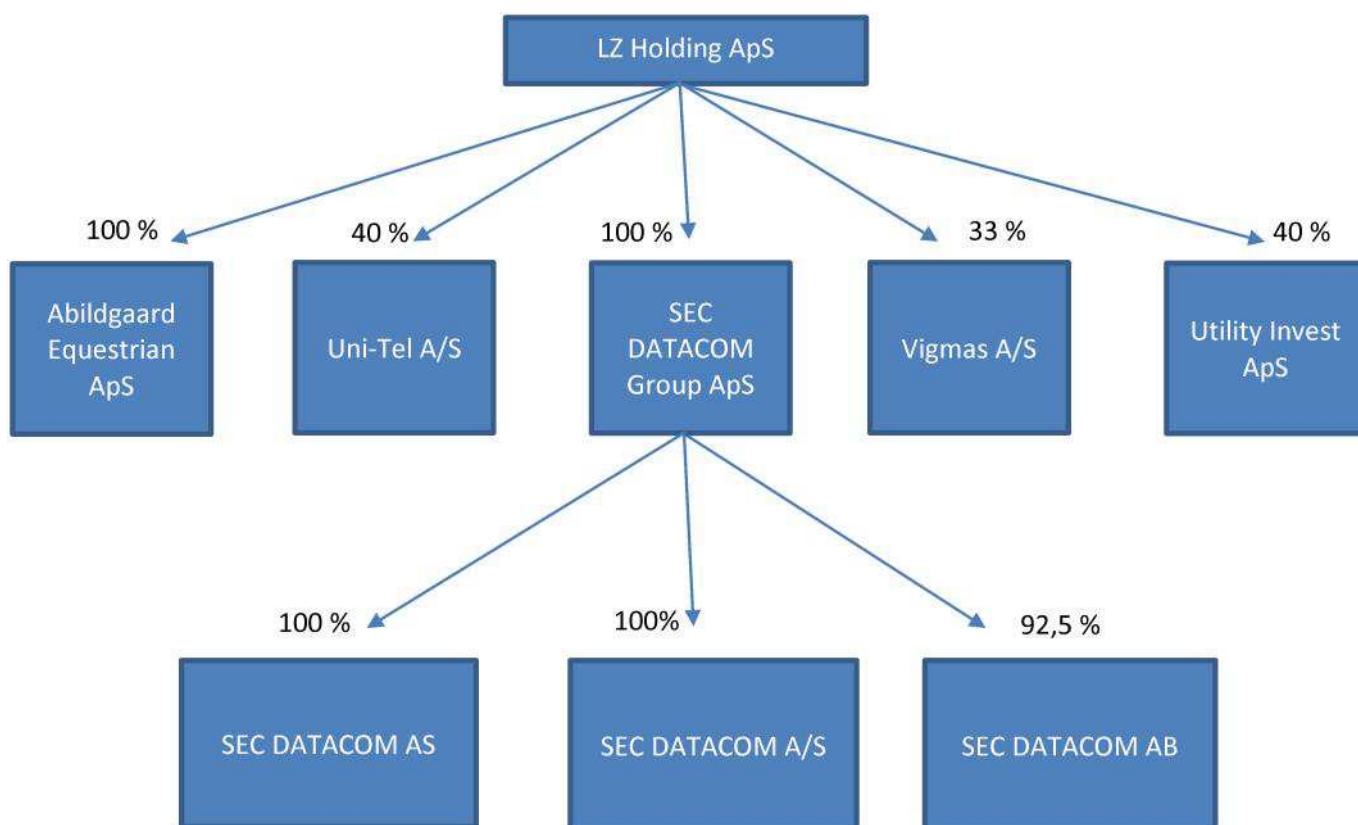 LZ Holding ApS
100 %
40 %
100 %
33 %
40 %
Abildgaard
Equestrian
ApS
Uni-Tel A/S
SEC
DATACOM
Group ApS
Vigmas A/S
Utility Invest
ApS
100 %
100%
92,5 %
SEC DATACOM AS
SEC DATACOM A/S
SEC DATACOM AB